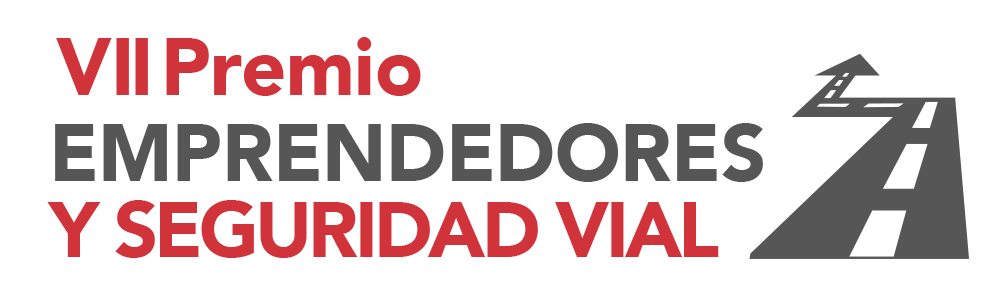 VII Premio
EMPRENDEDORES
Y SEGURIDAD VIAL